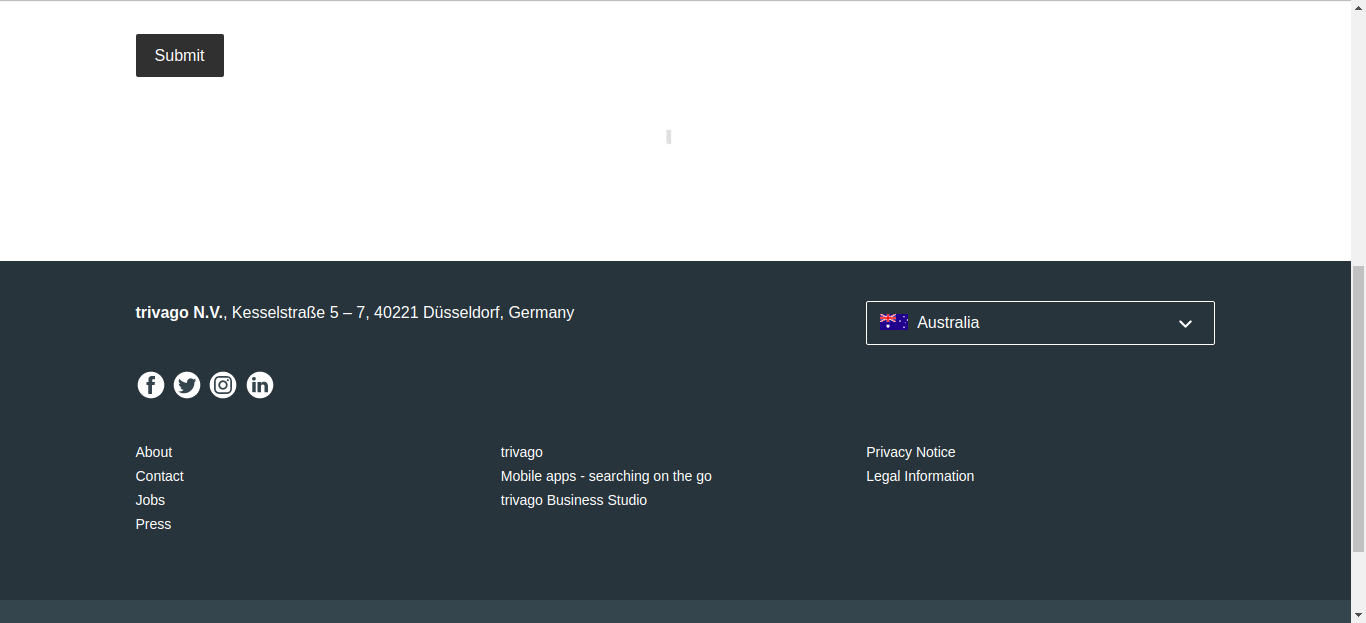 Submit
trivago N.V., Kesselstraße 5 – 7, 40221 Düsseldorf, Germany
Australia
About
Contact
Jobs
Press
trivago
Mobile apps - searching on the go
trivago Business Studio
Privacy Notice
Legal Information